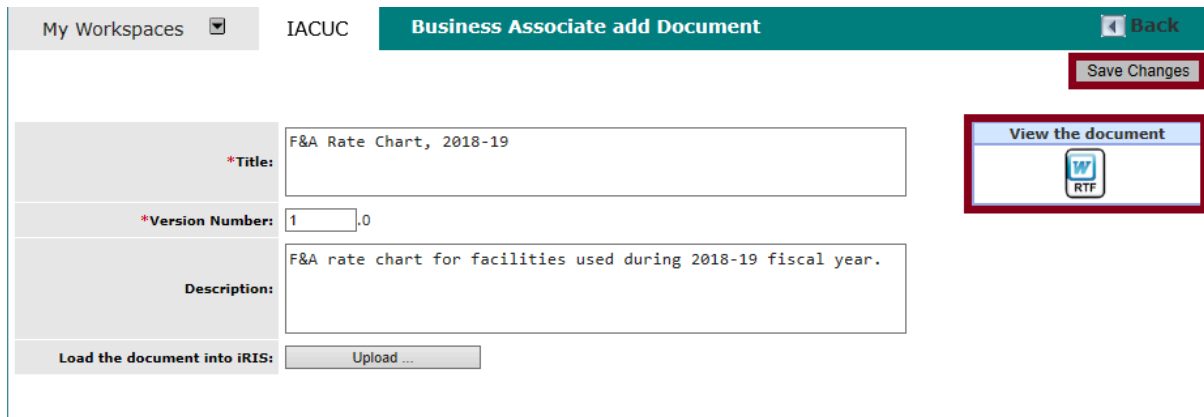 My Workspaces IACUC Business Associate add Document Back
Save Changes
*Title: F&A Rate Chart, 2018-19
View the document
W
RTF
*Version Number: 1 .0
Description: F&A rate chart for facilities used during 2018-19 fiscal year.
Load the document into iRIS: Upload ...